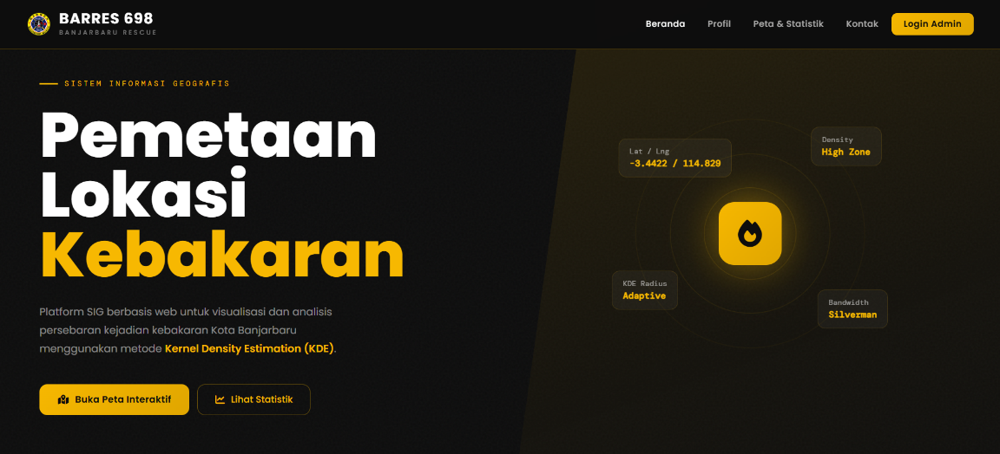 BARRES 698
BANJARBARU RESCUE
Beranda
Profil
Peta & Statistik
Kontak
Login Admin
SISTEM INFORMASI GEOGRAFIS
Pemetaan
Lokasi
Kebakaran
Platform SIG berbasis web untuk visualisasi dan analisis
persebaran kejadian kebakaran Kota Banjarbaru
menggunakan metode Kernel Density Estimation (KDE).
Buka Peta Interaktif
Lihat Statistik
Lat / Lng
-3.4422 / 114.829
Density
High Zone
KDE Radius
Adaptive
Bandwidth
Silverman